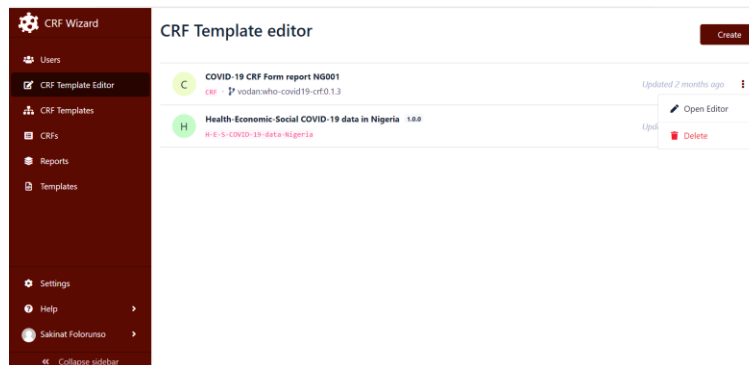 CRF Wizard
Users
CRF Template Editor
CRF Templates
CRFs
Reports
Templates
Settings
Help
Sakinat Folorunso
Collapse sidebar
CRF Template editor
Create
COVID-19 CRF Form report NG001
CRF · vodan:who-covid19-crf:0.1.3
Updated 2 months ago
Open Editor
Delete
Health-Economic-Social COVID-19 data in Nigeria 1.0.0
H-E-S-COVID-19-data-Nigeria